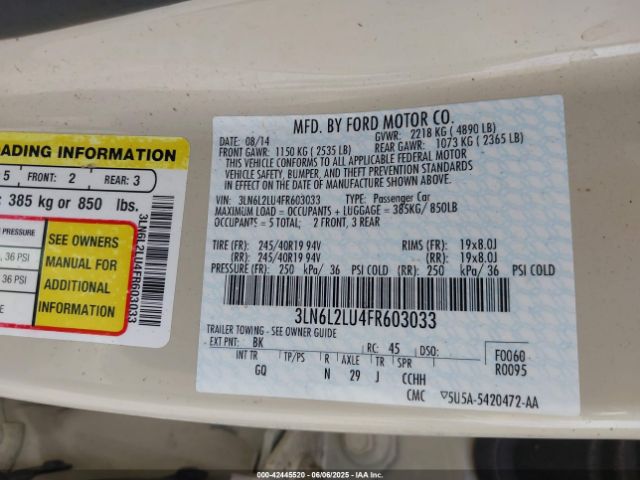 MFD. BY FORD MOTOR CO.
DATE: 08/14 GVWR: 2218 KG ( 4890 LB)
FRONT GAWR: 1150 KG ( 2535 LB) REAR GAWR: 1073 KG ( 2365 LB)
THIS VEHICLE CONFORMS TO ALL APPLICABLE FEDERAL MOTOR
VEHICLE SAFETY, BUMPER, AND THEFT PREVENTION STANDARDS
IN EFFECT ON THE DATE OF MANUFACTURE SHOWN ABOVE.
VIN: 3LN6L2LU4FR603033 TYPE: Passenger Car
MAXIMUM LOAD = OCCUPANTS + LUGGAGE = 385KG/ 850LB
OCCUPANTS = 5 TOTAL: 2 FRONT, 3 REAR
TIRE (FR): 245/40R19 94V RIMS (FR): 19x8.0J
(RR): 245/40R19 94V (RR): 19x8.0J
PRESSURE (FR): 250 kPa/ 36 PSI COLD (RR): 250 kPa/ 36 PSI COLD
3LN6L2LU4FR603033
TRAILER TOWING - SEE OWNER GUIDE
EXT PNT: BK RC: 45 DSO:
F0060
R0095
INT TR TP/PS R AXLE TR SPR
GQ N 29 J CCHH
CMC ▽5U5A-5420472-AA
OADING INFORMATION
5 FRONT: 2 REAR: 3
: 385 kg or 850 lbs.
PRESSURE
, 36 PSI
36 PSI
SEE OWNERS
MANUAL FOR
ADDITIONAL
INFORMATION
3LN6L2LU4FR603033
000-42445520 - 06/06/2025 - IAAI.COM